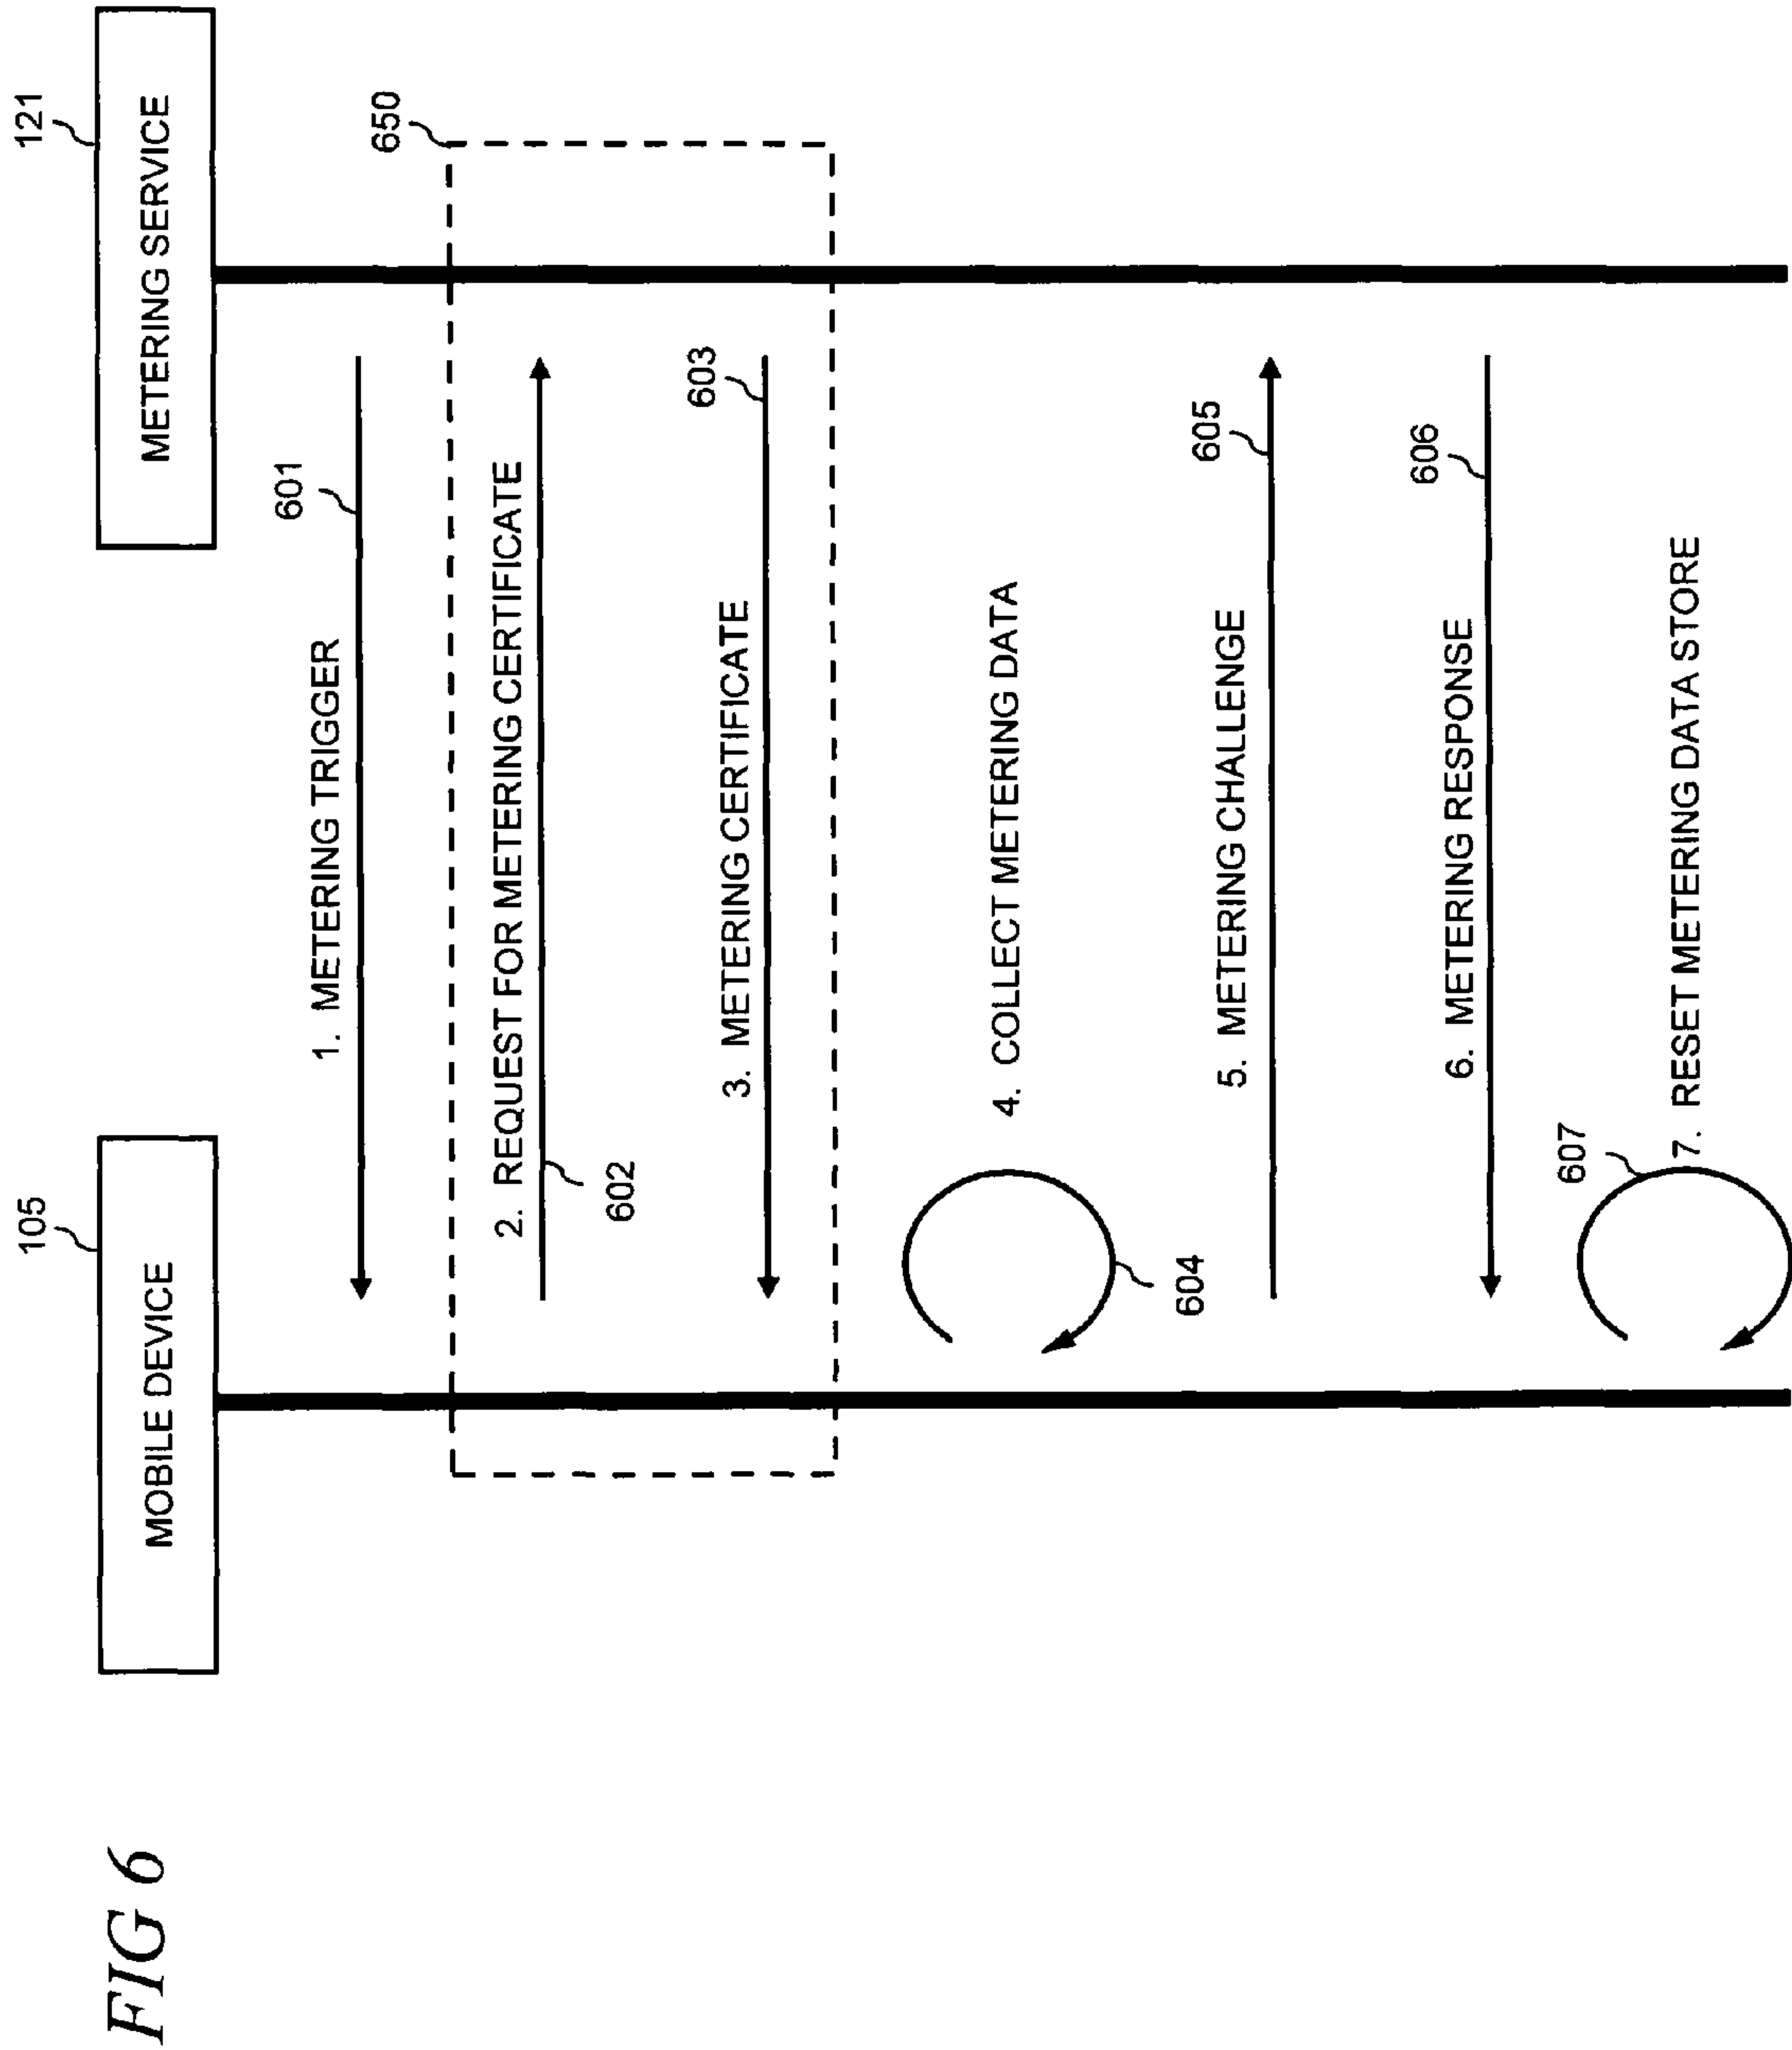 FIG 6
105
121
MOBILE DEVICE
METERING SERVICE
601
1. METERING TRIGGER
650
2. REQUEST FOR METERING CERTIFICATE
602
603
3. METERING CERTIFICATE
4. COLLECT METERING DATA
604
605
5. METERING CHALLENGE
606
6. METERING RESPONSE
607
7. RESET METERING DATA STORE